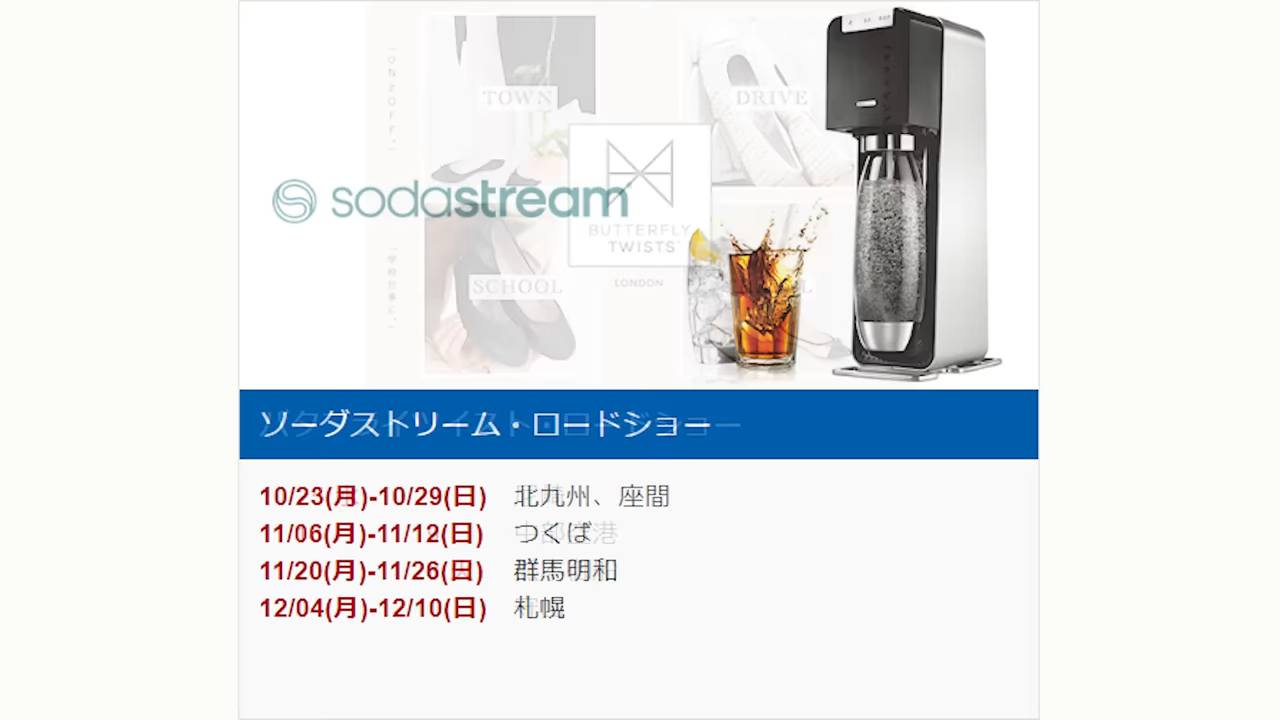 TOWN
DRIVE
sodastream
BUTTERFLY
TWISTS
SCHOOL
LONDON
ソーダストリーム・ロードショー
10/23(月)-10/29(日) 北九州、座間
11/06(月)-11/12(日) つくば
11/20(月)-11/26(日) 群馬明和
12/04(月)-12/10(日) 札幌